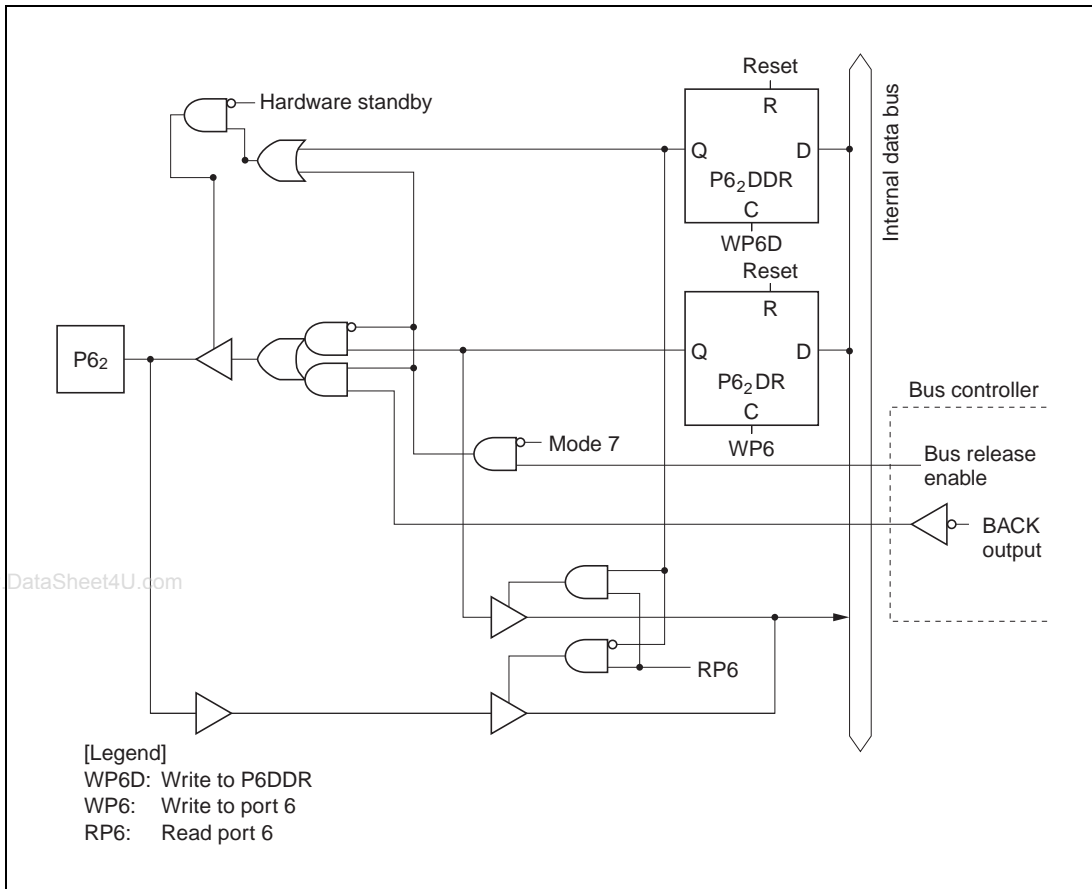 Reset
Hardware standby
R
Q
D
P6₂DDR
C
WP6D
Internal data bus
Reset
R
P6₂
Q
D
P6₂DR
C
WP6
Bus controller
Mode 7
Bus release
enable
BACK
output
.DataSheet4U.com
RP6
[Legend]
WP6D: Write to P6DDR
WP6: Write to port 6
RP6: Read port 6